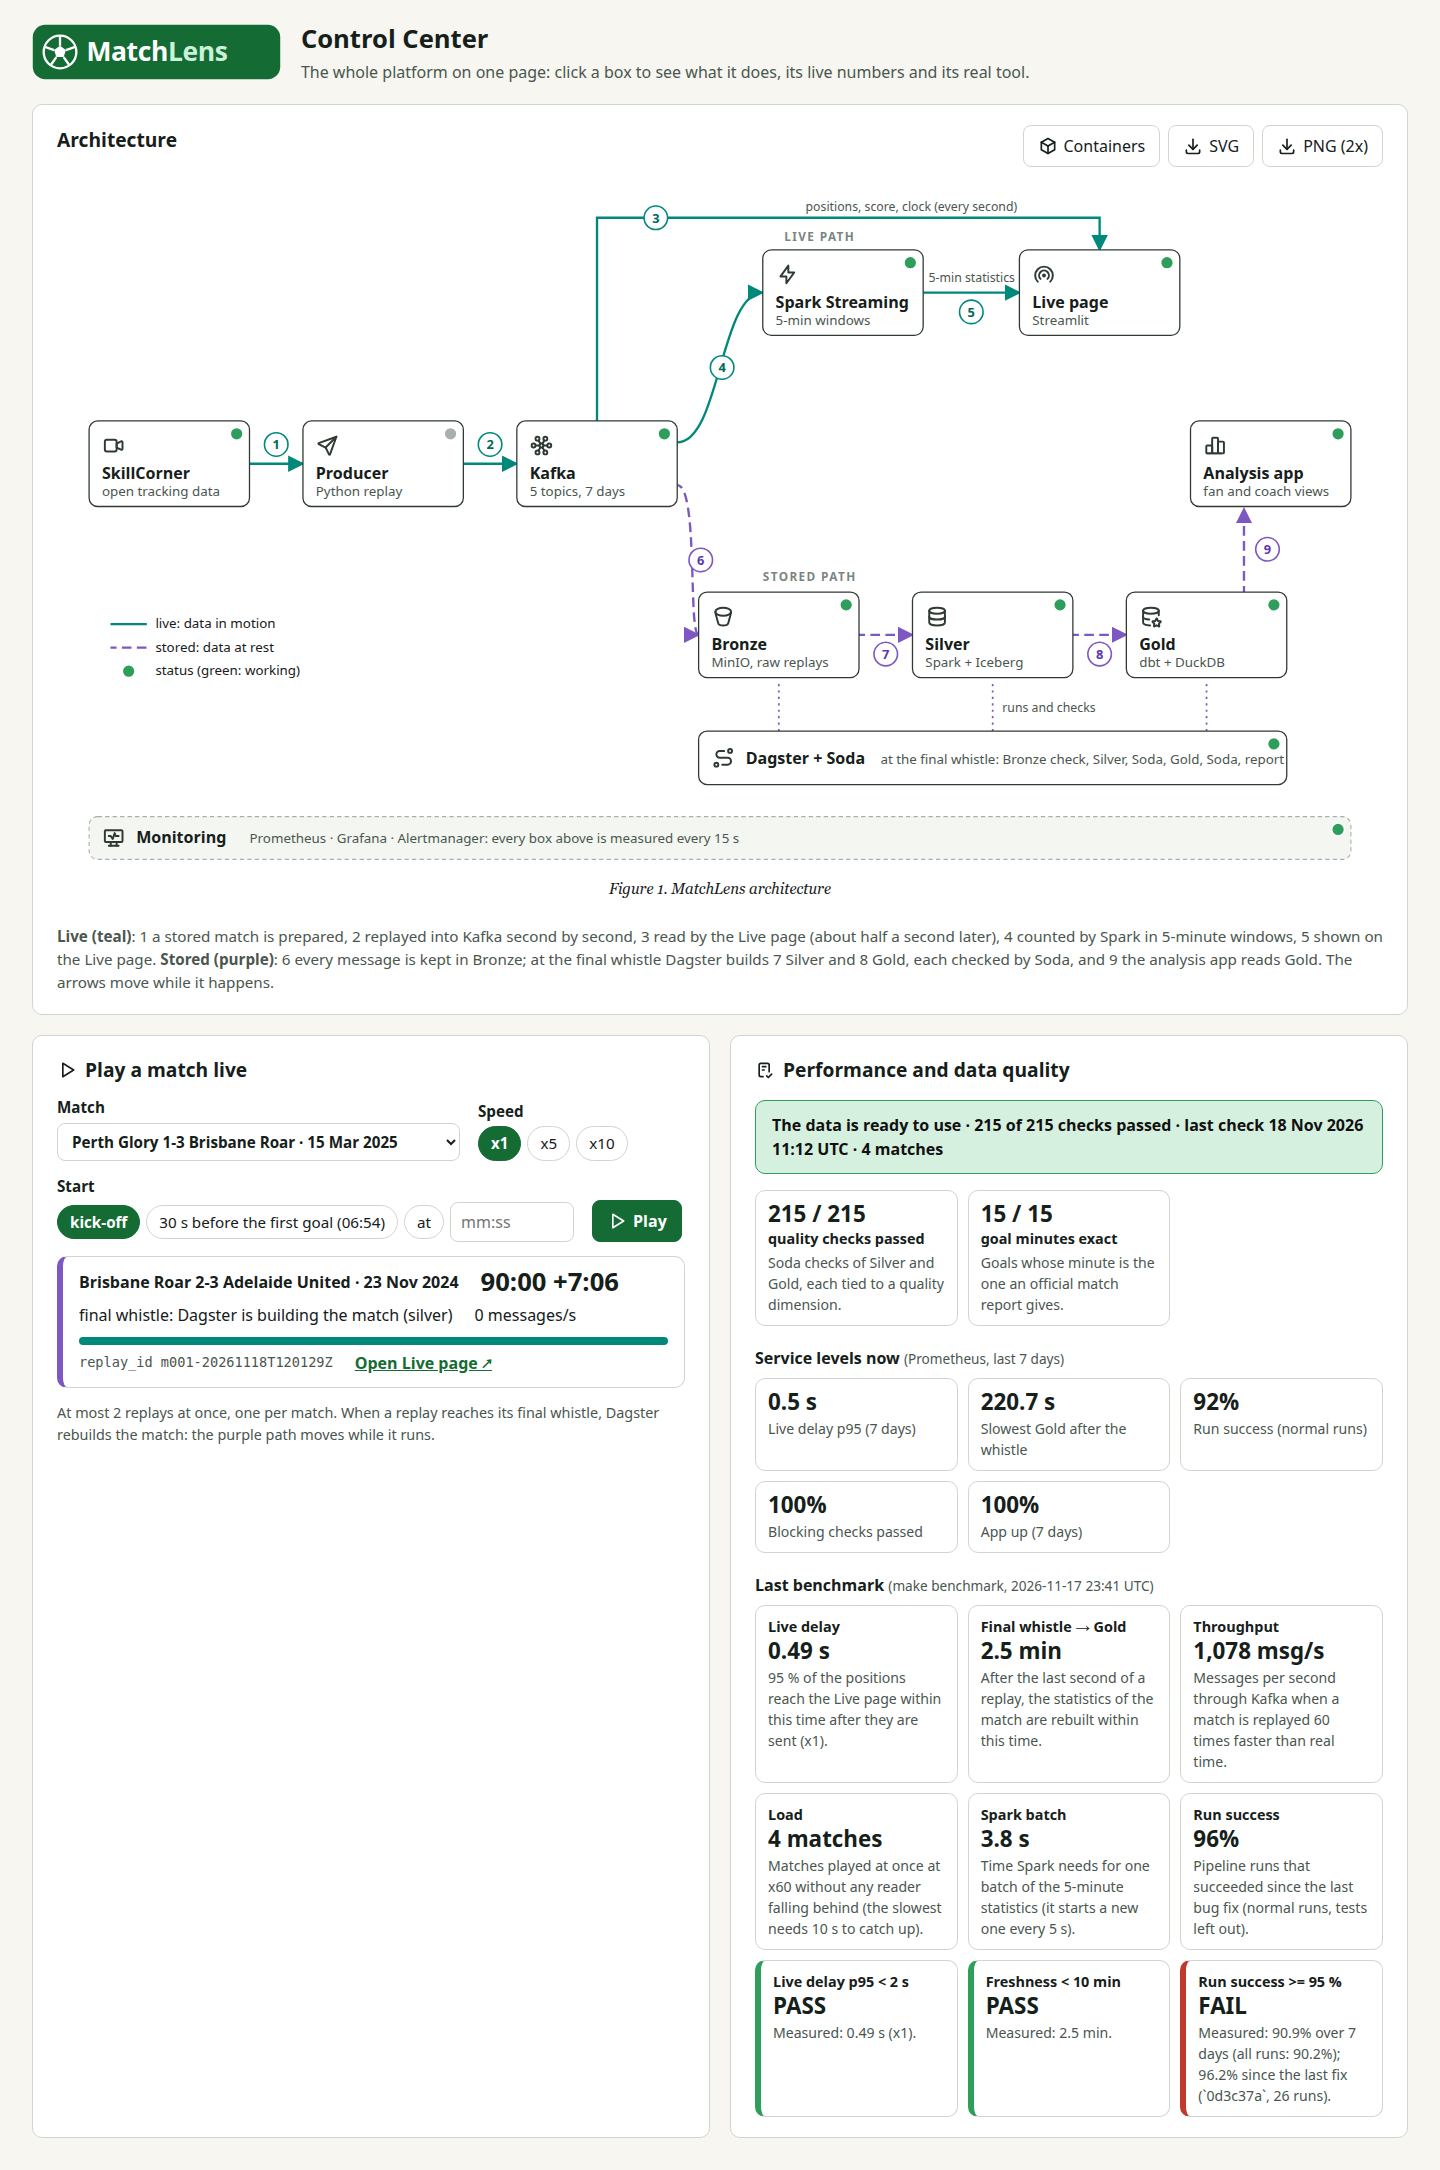 MatchLens
Control Center
The whole platform on one page: click a box to see what it does, its live numbers and its real tool.
Architecture
Containers
SVG
PNG (2x)
positions, score, clock (every second)
3
LIVE PATH
Spark Streaming
5-min windows
5-min statistics
5
Live page
Streamlit
4
SkillCorner
open tracking data
1
Producer
Python replay
2
Kafka
5 topics, 7 days
Analysis app
fan and coach views
6
9
STORED PATH
live: data in motion
stored: data at rest
status (green: working)
Bronze
MinIO, raw replays
7
Silver
Spark + Iceberg
8
Gold
dbt + DuckDB
runs and checks
Dagster + Soda at the final whistle: Bronze check, Silver, Soda, Gold, Soda, report
Monitoring Prometheus · Grafana · Alertmanager: every box above is measured every 15 s
Figure 1. MatchLens architecture
Live (teal): 1 a stored match is prepared, 2 replayed into Kafka second by second, 3 read by the Live page (about half a second later), 4 counted by Spark in 5-minute windows, 5 shown on
the Live page. Stored (purple): 6 every message is kept in Bronze; at the final whistle Dagster builds 7 Silver and 8 Gold, each checked by Soda, and 9 the analysis app reads Gold. The
arrows move while it happens.
Play a match live
Match
Perth Glory 1-3 Brisbane Roar · 15 Mar 2025
Speed
x1
x5
x10
Start
kick-off
30 s before the first goal (06:54)
at
mm:ss
Play
Brisbane Roar 2-3 Adelaide United · 23 Nov 2024 90:00 +7:06
final whistle: Dagster is building the match (silver) 0 messages/s
replay_id m001-20261118T120129Z Open Live page ↗
At most 2 replays at once, one per match. When a replay reaches its final whistle, Dagster
rebuilds the match: the purple path moves while it runs.
Performance and data quality
The data is ready to use · 215 of 215 checks passed · last check 18 Nov 2026
11:12 UTC · 4 matches
215 / 215
quality checks passed
Soda checks of Silver and
Gold, each tied to a quality
dimension.
15 / 15
goal minutes exact
Goals whose minute is the
one an official match
report gives.
Service levels now (Prometheus, last 7 days)
0.5 s
Live delay p95 (7 days)
220.7 s
Slowest Gold after the
whistle
92%
Run success (normal runs)
100%
Blocking checks passed
100%
App up (7 days)
Last benchmark (make benchmark, 2026-11-17 23:41 UTC)
Live delay
0.49 s
95 % of the positions
reach the Live page within
this time after they are
sent (x1).
Final whistle → Gold
2.5 min
After the last second of a
replay, the statistics of the
match are rebuilt within
this time.
Throughput
1,078 msg/s
Messages per second
through Kafka when a
match is replayed 60
times faster than real
time.
Load
4 matches
Matches played at once at
x60 without any reader
falling behind (the slowest
needs 10 s to catch up).
Spark batch
3.8 s
Time Spark needs for one
batch of the 5-minute
statistics (it starts a new
one every 5 s).
Run success
96%
Pipeline runs that
succeeded since the last
bug fix (normal runs, tests
left out).
Live delay p95 < 2 s
PASS
Measured: 0.49 s (x1).
Freshness < 10 min
PASS
Measured: 2.5 min.
Run success >= 95 %
FAIL
Measured: 90.9% over 7
days (all runs: 90.2%);
96.2% since the last fix
(`0d3c37a`, 26 runs).